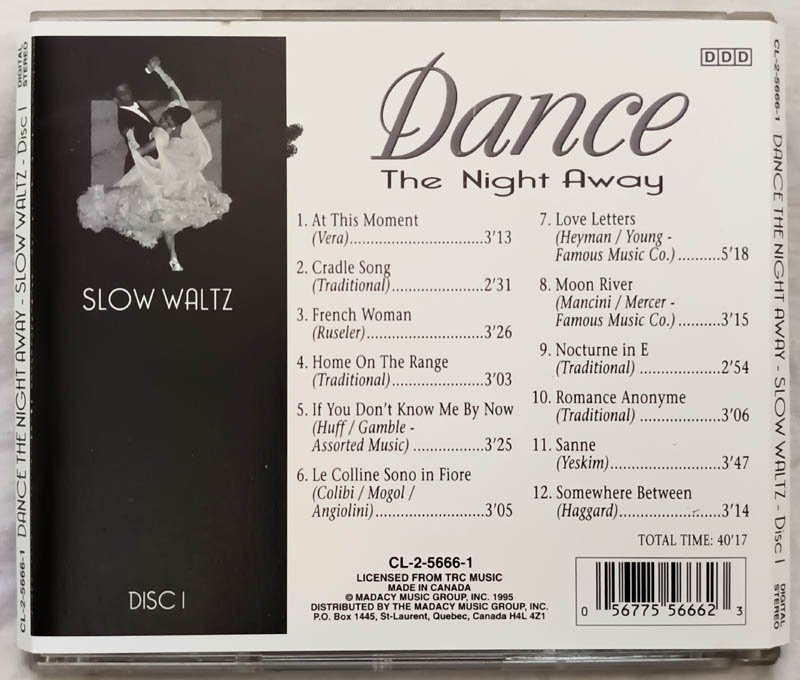 CL-2-5666-1 DANCE THE NIGHT AWAY - SLOW WALTZ - Disc 1 DIGITAL STEREO
SLOW WALTZ
DISC 1
DDD
Dance
The Night Away
1. At This Moment
(Vera)..............................3'13
2. Cradle Song
(Traditional)....................2'31
3. French Woman
(Ruseler)..........................3'26
4. Home On The Range
(Traditional)....................3'03
5. If You Don't Know Me By Now
(Huff / Gamble -
Assorted Music) ...............3'25
6. Le Colline Sono in Fiore
(Colibi / Mogol /
Angiolini)........................3'05
7. Love Letters
(Heyman / Young -
Famous Music Co.) .........5'18
8. Moon River
(Mancini / Mercer -
Famous Music Co.) .........3'15
9. Nocturne in E
(Traditional) ..................2'54
10. Romance Anonyme
(Traditional) ..................3'06
11. Sanne
(Yeskim)........................3'47
12. Somewhere Between
(Haggard)......................3'14
TOTAL TIME: 40'17
CL-2-5666-1
LICENSED FROM TRC MUSIC
MADE IN CANADA
© MADACY MUSIC GROUP, INC. 1995
DISTRIBUTED BY THE MADACY MUSIC GROUP, INC.
P.O. Box 1445, St-Laurent, Quebec, Canada H4L 4Z1
0 56775 56662 3
CL-2-5666-1 DANCE THE NIGHT AWAY - SLOW WALTZ - Disc 1 DIGITAL STEREO